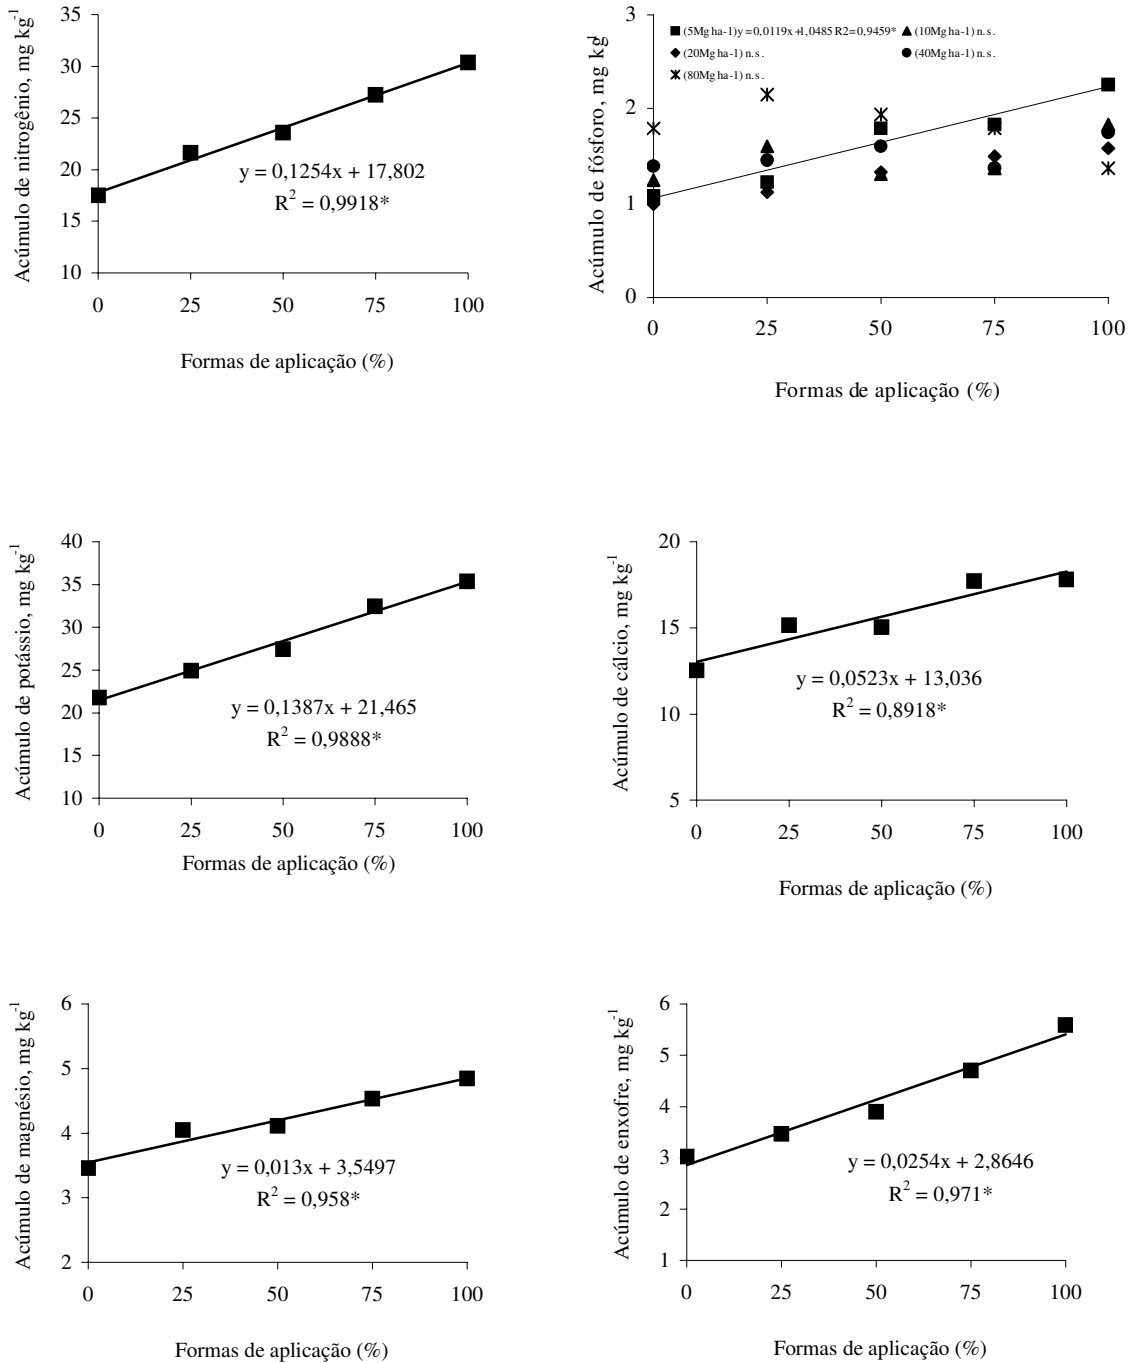 Acúmulo de nitrogênio, mg kg-1
35
30
25
20
15
10
y = 0,1254x + 17,802
R2 = 0,9918*
0 25 50 75 100
Formas de aplicação (%)
Acúmulo de fósforo, mg kg-1
3
2
1
0
(5Mg ha-1) y = 0,0119x +1,0485 R2 = 0,9459* (10Mg ha-1) n.s.
(20Mg ha-1) n.s. (40Mg ha-1) n.s.
(80Mg ha-1) n.s.
0 25 50 75 100
Formas de aplicação (%)
Acúmulo de potássio, mg kg-1
40
35
30
25
20
15
10
y = 0,1387x + 21,465
R2 = 0,9888*
0 25 50 75 100
Formas de aplicação (%)
Acúmulo de cálcio, mg kg-1
20
15
10
5
y = 0,0523x + 13,036
R2 = 0,8918*
0 25 50 75 100
Formas de aplicação (%)
Acúmulo de magnésio, mg kg-1
6
5
4
3
2
y = 0,013x + 3,5497
R2 = 0,958*
0 25 50 75 100
Formas de aplicação (%)
Acúmulo de enxofre, mg kg-1
6
5
4
3
2
1
y = 0,0254x + 2,8646
R2 = 0,971*
0 25 50 75 100
Formas de aplicação (%)